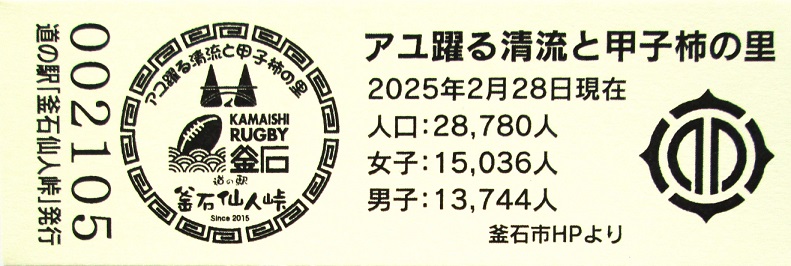 道の駅「釜石仙人峠」発行
002105
アユ躍る清流と甲子柿の里
KAMAISHI
RUGBY
釜石
道の駅
釜石仙人峠
Since 2015
アユ躍る清流と甲子柿の里
2025年2月28日現在
人口:28,780人
女子:15,036人
男子:13,744人
釜石市HPより